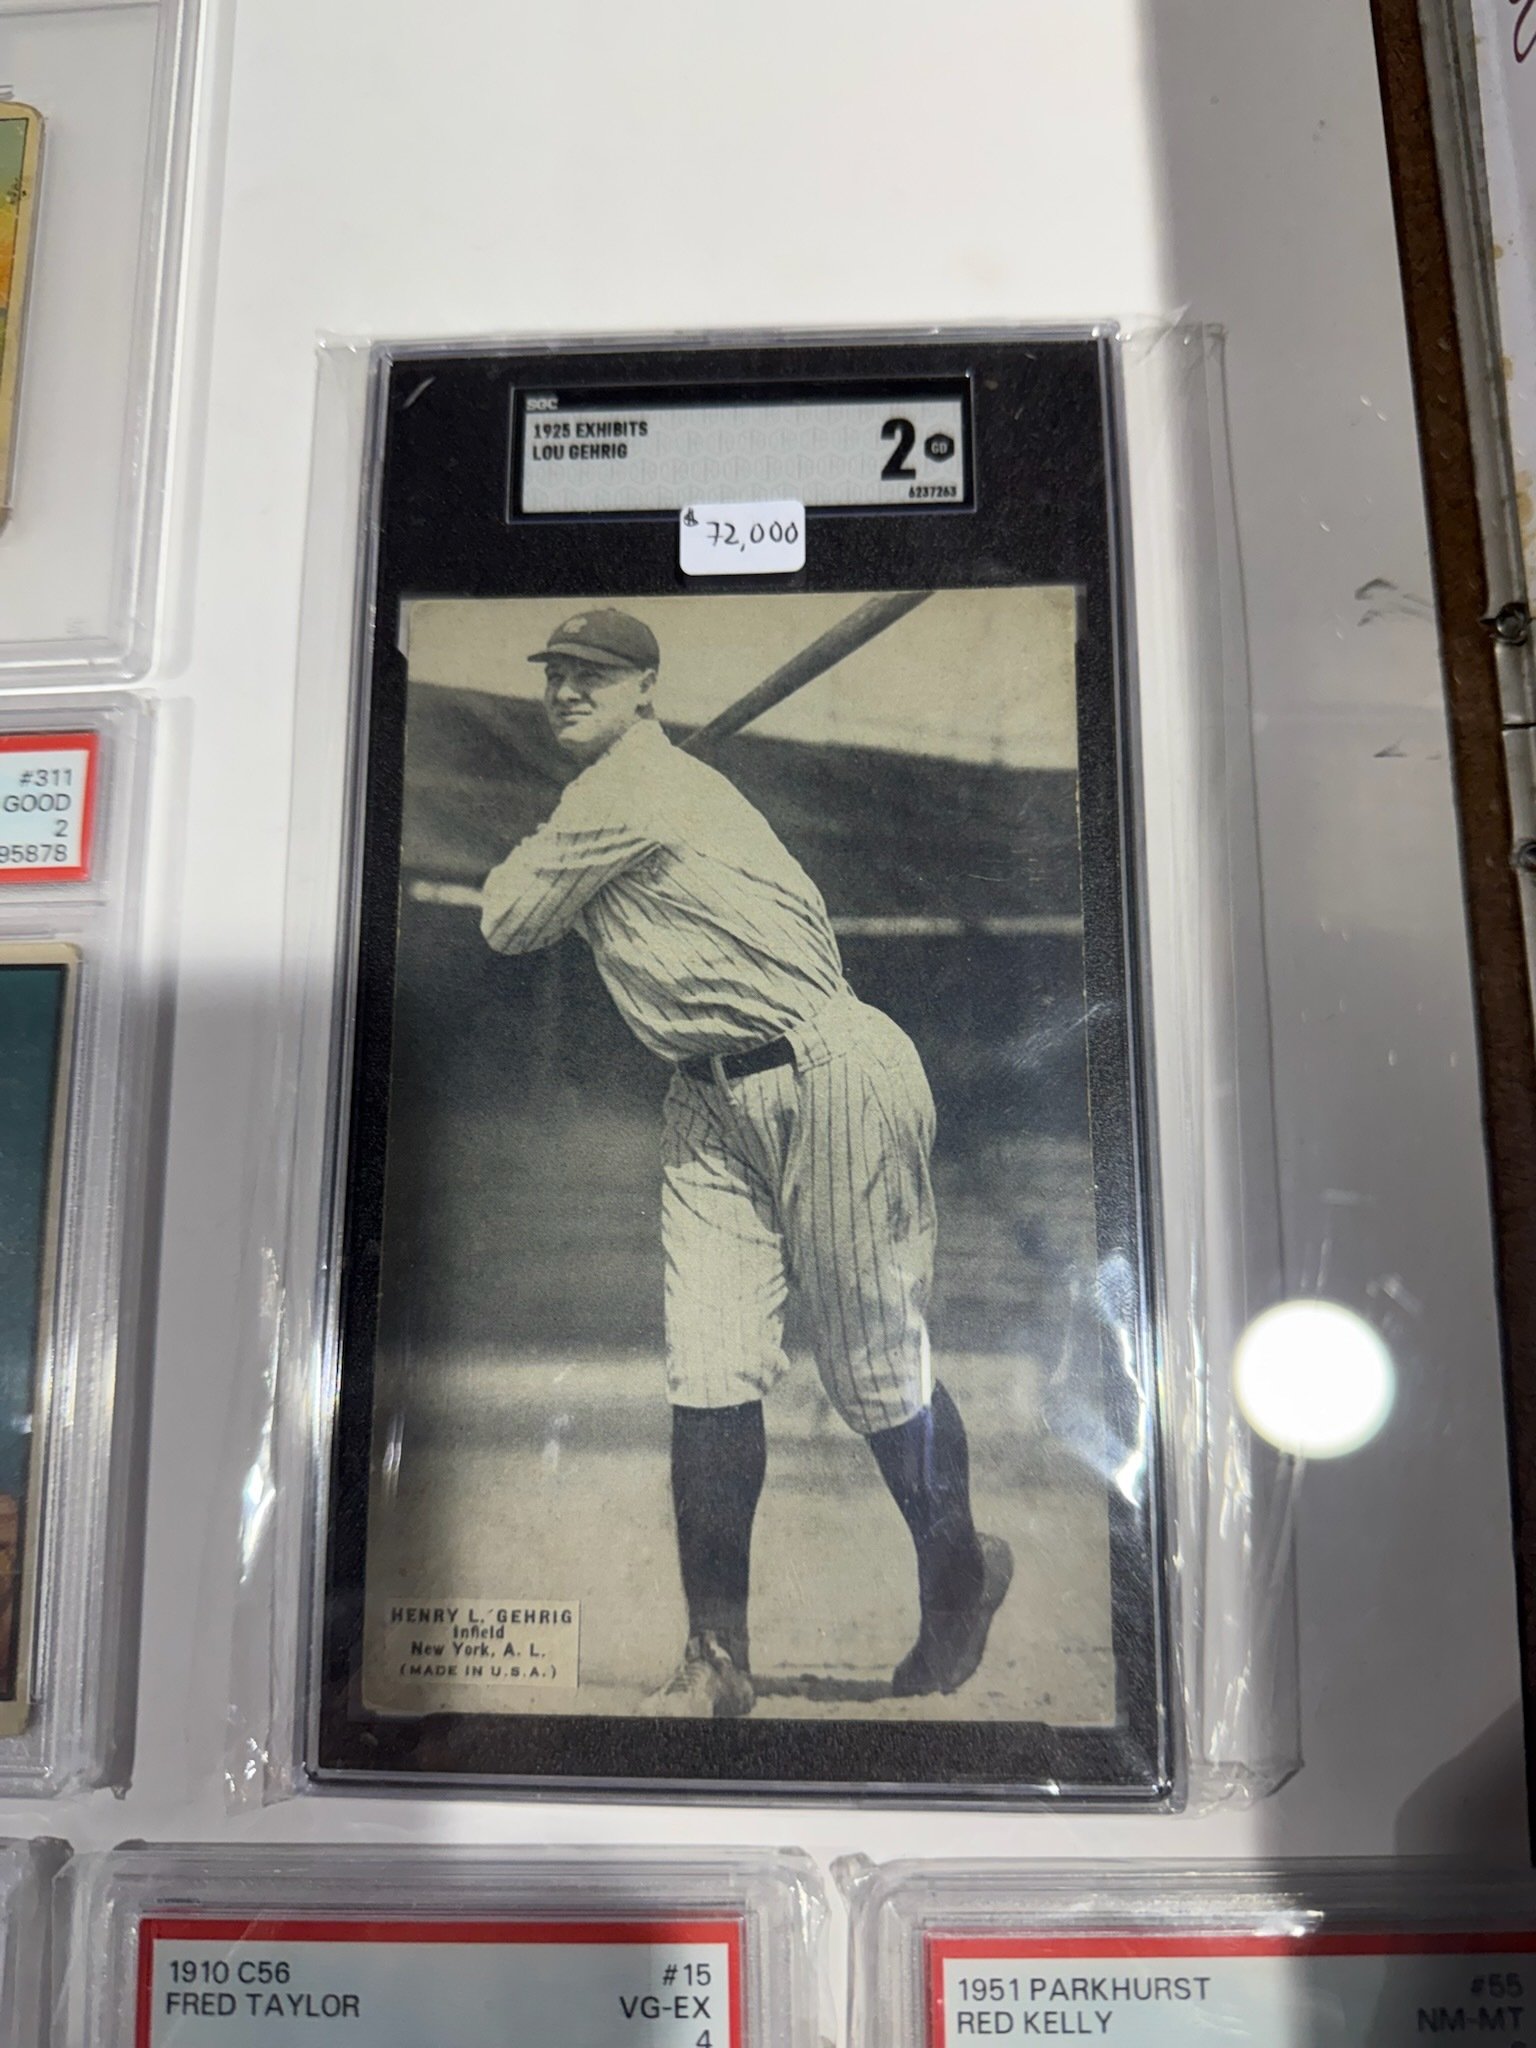 SGC
1925 EXHIBITS
LOU GEHRIG
2 GD
6237263
$ 72,000
HENRY L. GEHRIG
Infield
New York, A. L.
(MADE IN U.S.A.)
#311
GOOD
2
95878
1910 C56 #15
FRED TAYLOR VG-EX
4
1951 PARKHURST #55
RED KELLY NM-MT